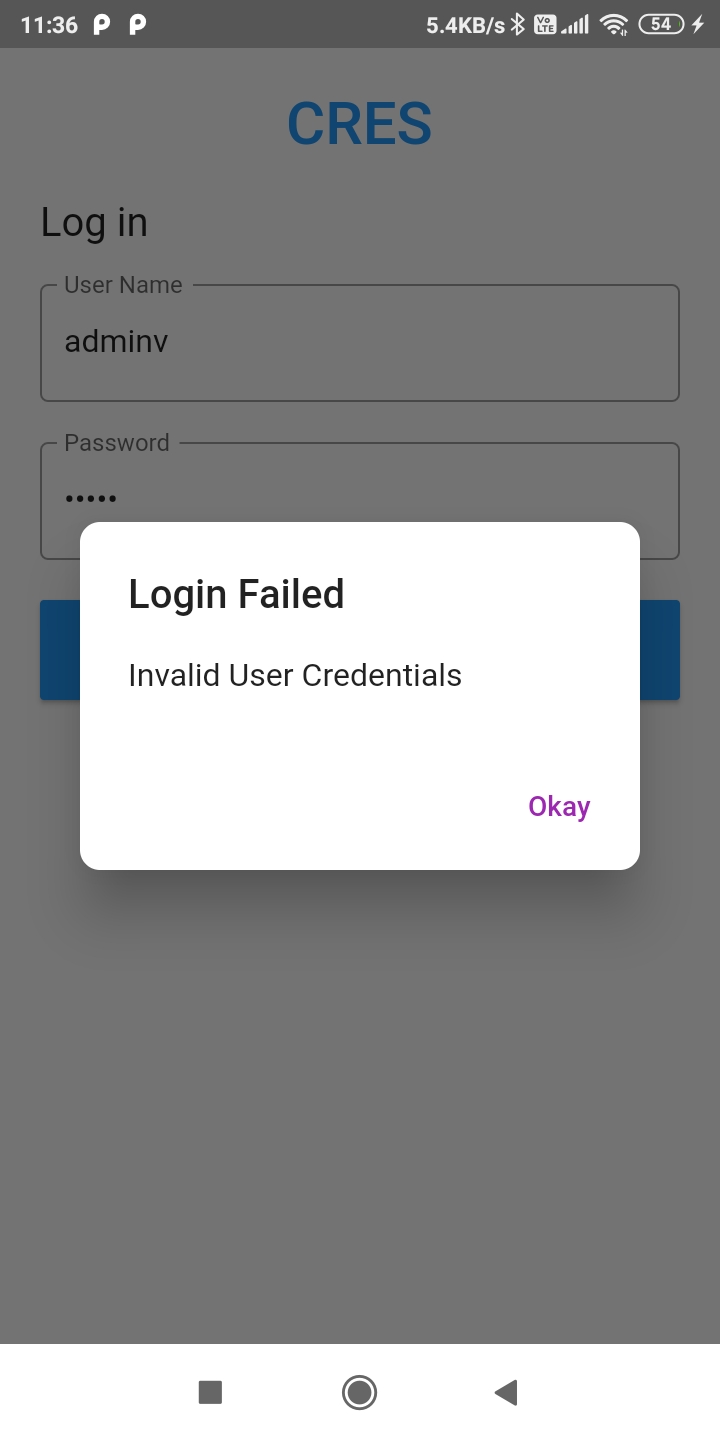 11:36 5.4KB/s Vo LTE 54
CRES
Log in
User Name
adminv
Password
•••••
Login Failed
Invalid User Credentials
Okay